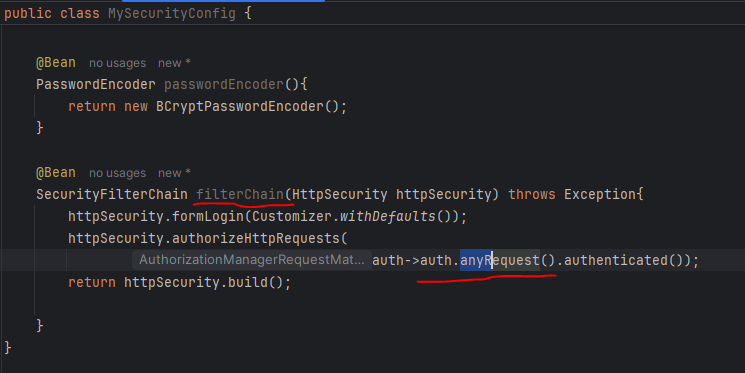 public class MySecurityConfig {
@Bean no usages new *
PasswordEncoder passwordEncoder(){
return new BCryptPasswordEncoder();
}
@Bean no usages new *
SecurityFilterChain filterChain(HttpSecurity httpSecurity) throws Exception{
httpSecurity.formLogin(Customizer.withDefaults());
httpSecurity.authorizeHttpRequests(
AuthorizationManagerRequestMat... auth->auth.anyRequest().authenticated());
return httpSecurity.build();
}
}